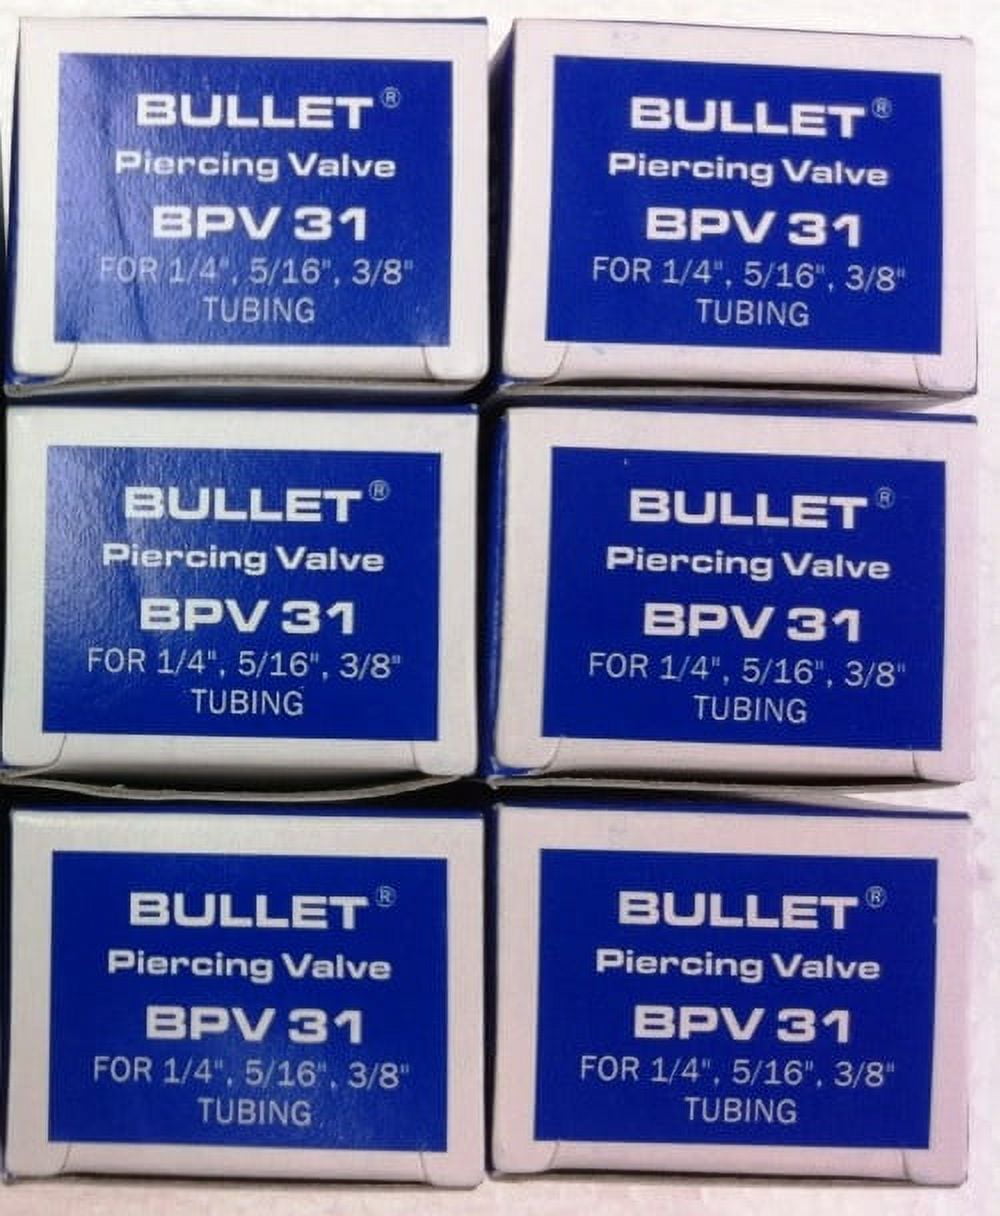 BULLET®
Piercing Valve
BPV 31
FOR 1/4", 5/16", 3/8"
TUBING
BULLET®
Piercing Valve
BPV 31
FOR 1/4", 5/16", 3/8"
TUBING
BULLET®
Piercing Valve
BPV 31
FOR 1/4", 5/16", 3/8"
TUBING
BULLET®
Piercing Valve
BPV 31
FOR 1/4", 5/16", 3/8"
TUBING
BULLET®
Piercing Valve
BPV 31
FOR 1/4", 5/16", 3/8"
TUBING
BULLET®
Piercing Valve
BPV 31
FOR 1/4", 5/16", 3/8"
TUBING